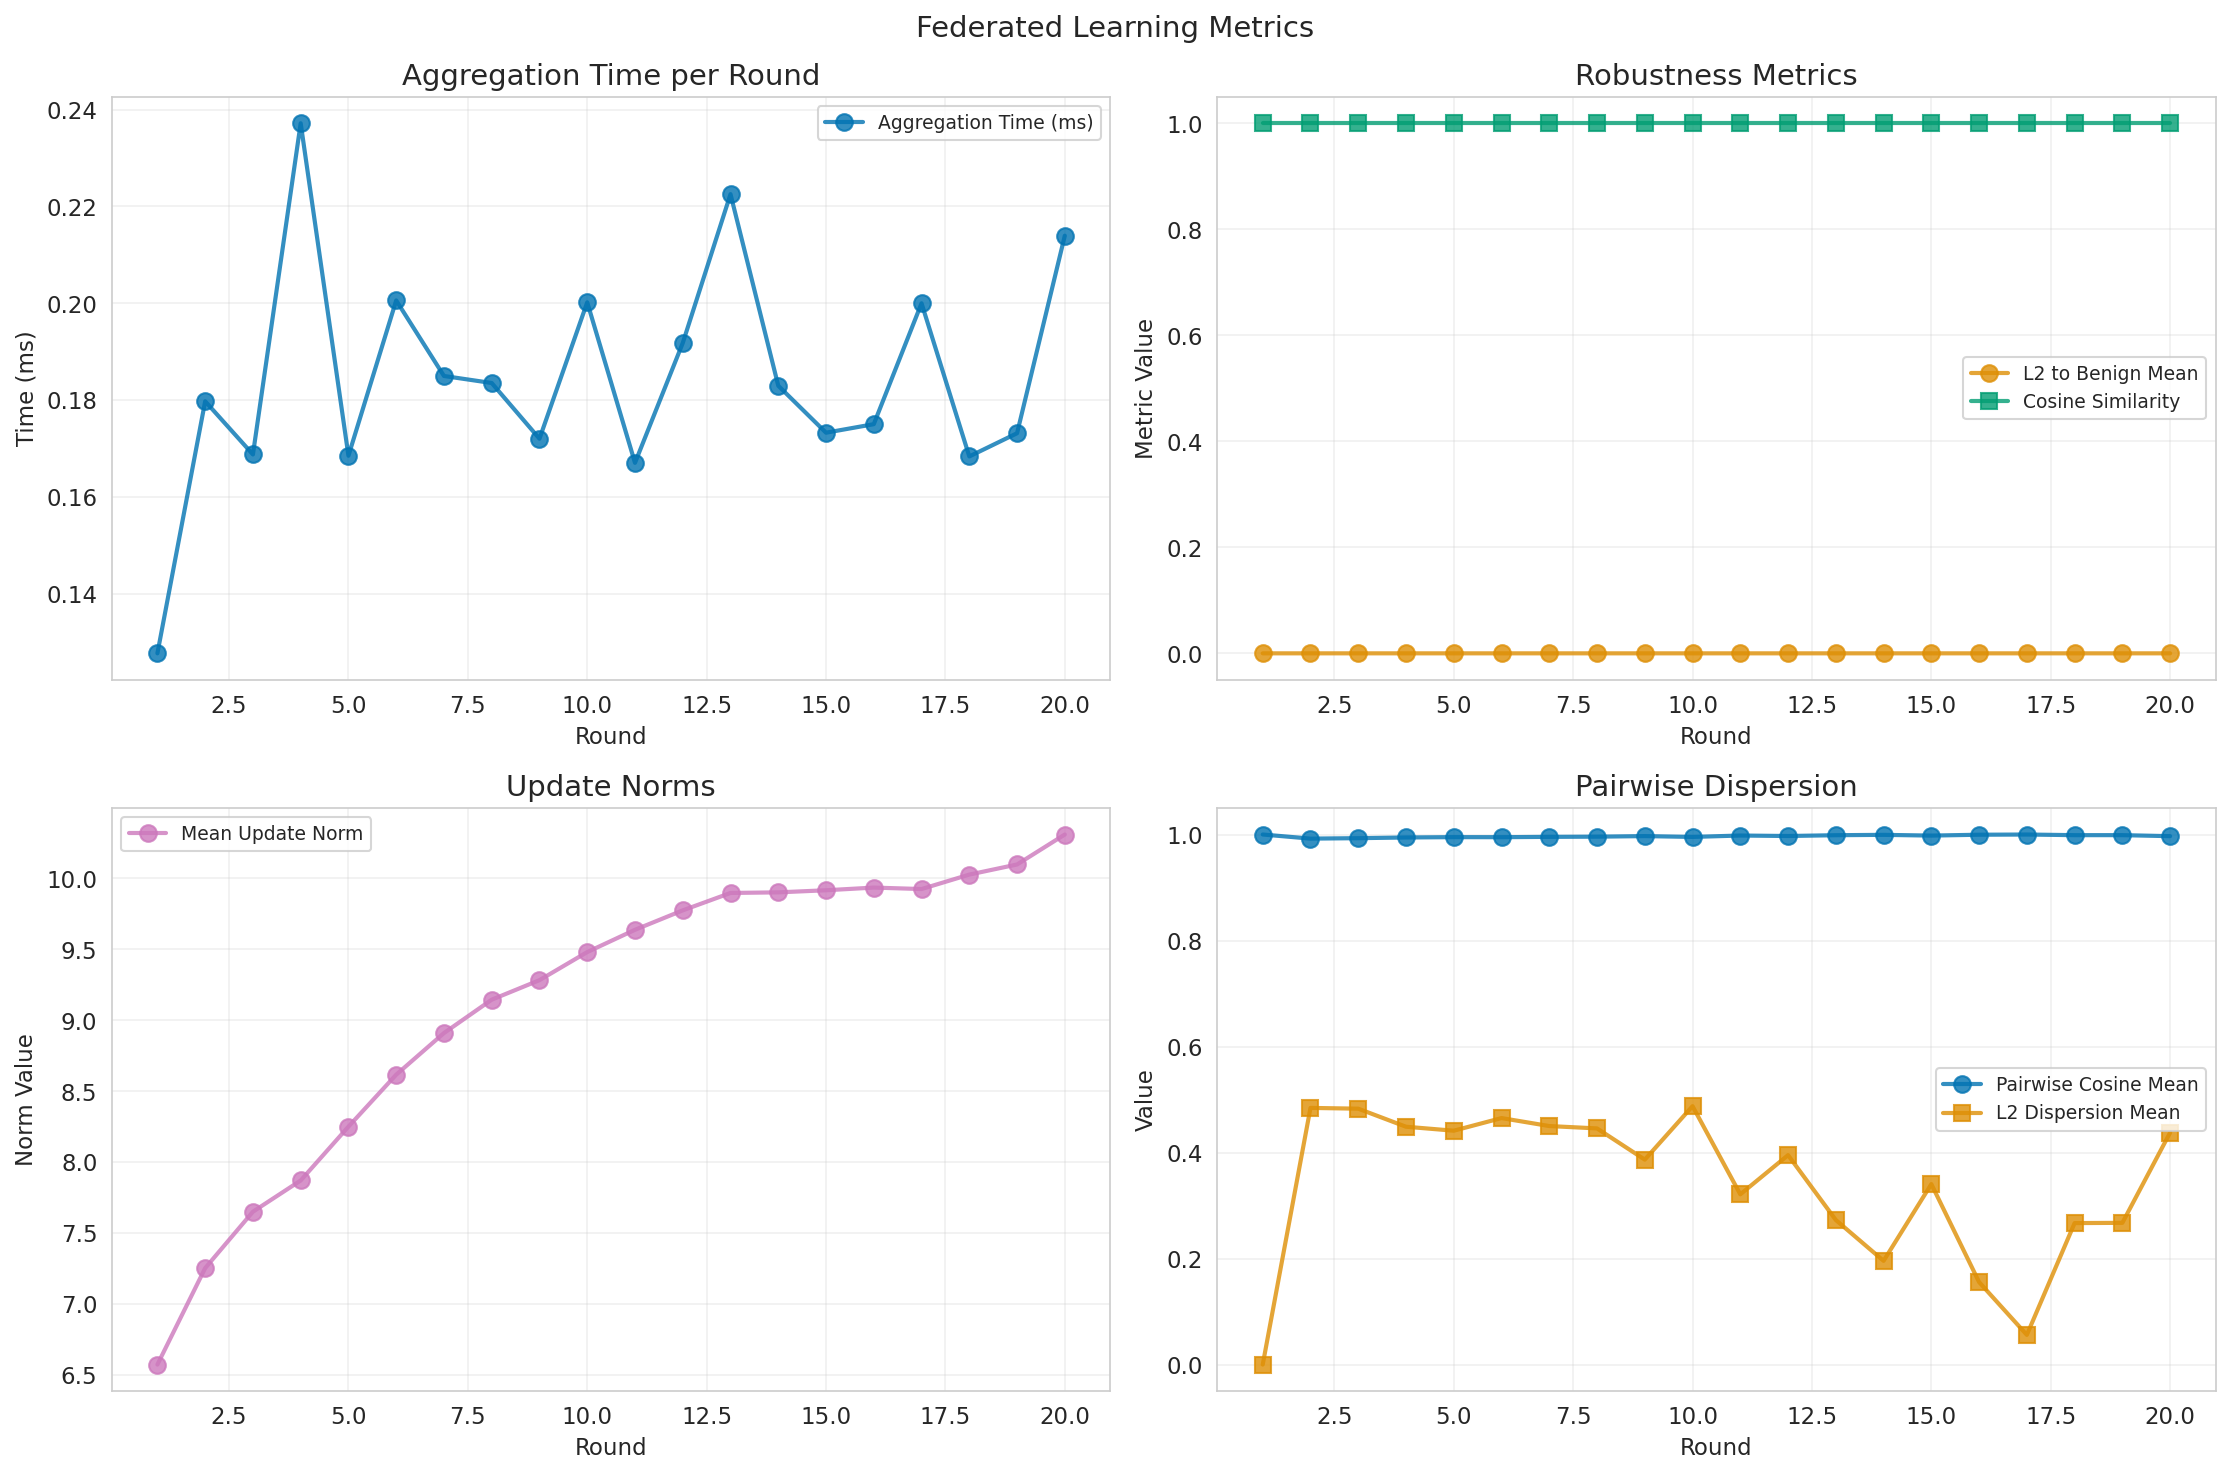 Federated Learning Metrics
Aggregation Time per Round
Aggregation Time (ms)
Time (ms)
0.24
0.22
0.20
0.18
0.16
0.14
2.5 5.0 7.5 10.0 12.5 15.0 17.5 20.0
Round
Robustness Metrics
Metric Value
1.0
0.8
0.6
0.4
0.2
0.0
L2 to Benign Mean
Cosine Similarity
2.5 5.0 7.5 10.0 12.5 15.0 17.5 20.0
Round
Update Norms
Mean Update Norm
Norm Value
10.0
9.5
9.0
8.5
8.0
7.5
7.0
6.5
2.5 5.0 7.5 10.0 12.5 15.0 17.5 20.0
Round
Pairwise Dispersion
Value
1.0
0.8
0.6
0.4
0.2
0.0
Pairwise Cosine Mean
L2 Dispersion Mean
2.5 5.0 7.5 10.0 12.5 15.0 17.5 20.0
Round